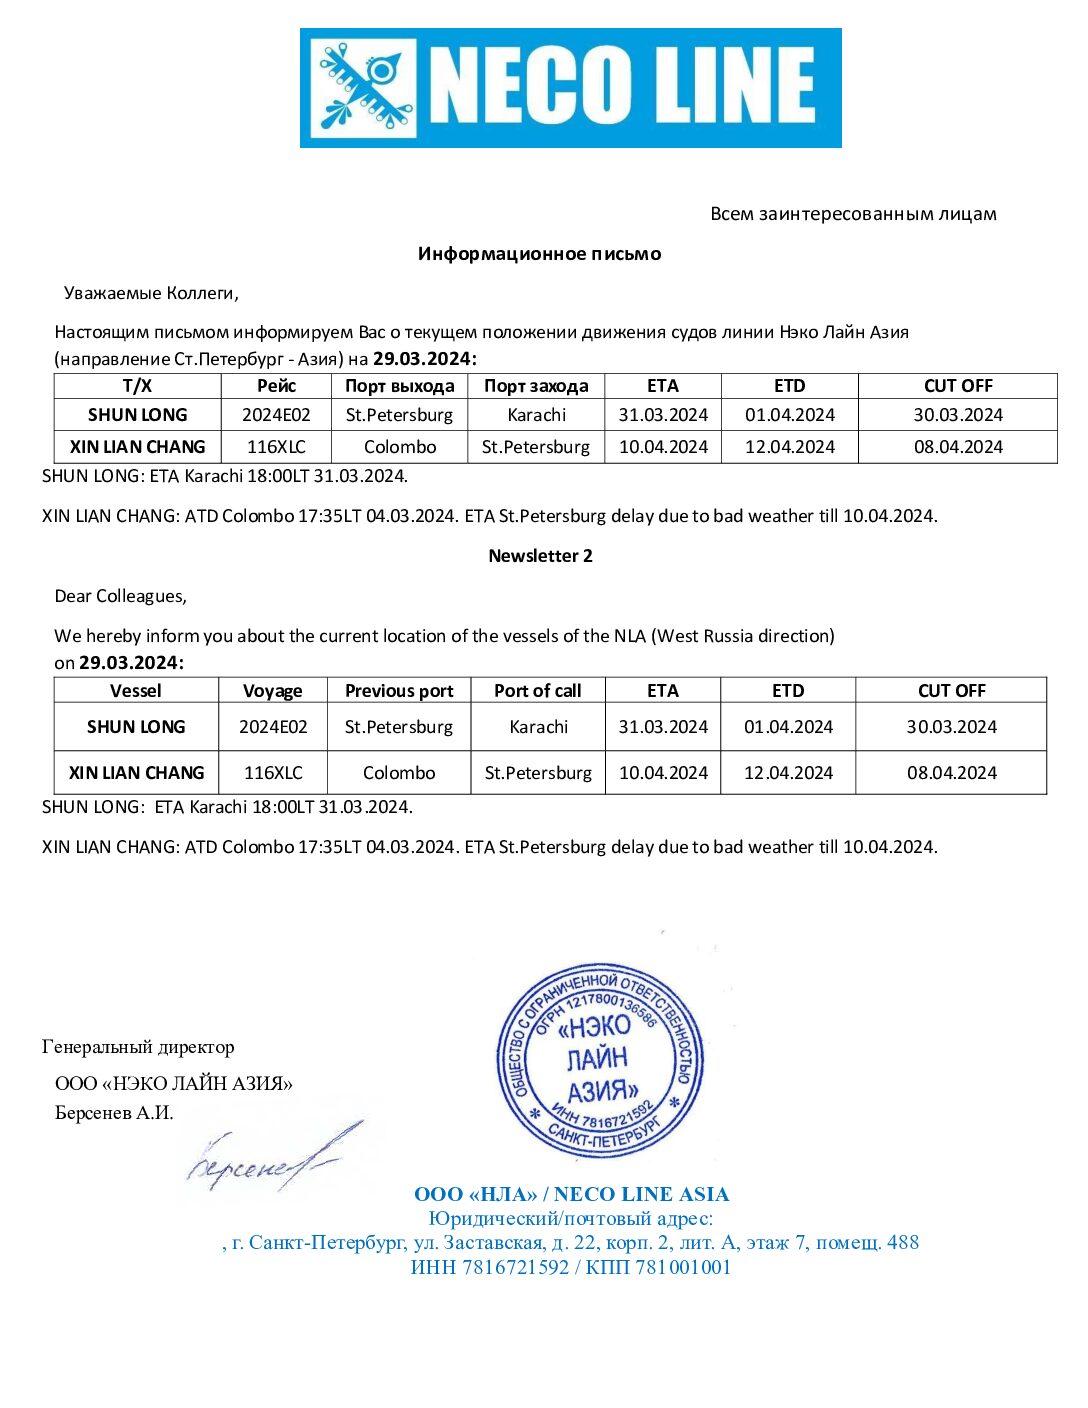 NECO LINE
Всем заинтересованным лицам
Информационное письмо
Уважаемые Коллеги,
Настоящим письмом информируем Вас о текущем положении движения судов линии Нэко Лайн Азия
(направление Ст.Петербург - Азия) на 29.03.2024:
Т/Х Рейс Порт выхода Порт захода ETA ETD CUT OFF
SHUN LONG 2024E02 St.Petersburg Karachi 31.03.2024 01.04.2024 30.03.2024
XIN LIAN CHANG 116XLC Colombo St.Petersburg 10.04.2024 12.04.2024 08.04.2024
SHUN LONG: ETA Karachi 18:00LT 31.03.2024.
XIN LIAN CHANG: ATD Colombo 17:35LT 04.03.2024. ETA St.Petersburg delay due to bad weather till 10.04.2024.
Newsletter 2
Dear Colleagues,
We hereby inform you about the current location of the vessels of the NLA (West Russia direction)
on 29.03.2024:
Vessel Voyage Previous port Port of call ETA ETD CUT OFF
SHUN LONG 2024E02 St.Petersburg Karachi 31.03.2024 01.04.2024 30.03.2024
XIN LIAN CHANG 116XLC Colombo St.Petersburg 10.04.2024 12.04.2024 08.04.2024
SHUN LONG: ETA Karachi 18:00LT 31.03.2024.
XIN LIAN CHANG: ATD Colombo 17:35LT 04.03.2024. ETA St.Petersburg delay due to bad weather till 10.04.2024.
ОБЩЕСТВО С ОГРАНИЧЕННОЙ ОТВЕТСТВЕННОСТЬЮ
ОГРН 1217800136586
«НЭКО
ЛАЙН
АЗИЯ»
ИНН 7816721592
* САНКТ-ПЕТЕРБУРГ *
Генеральный директор
ООО «НЭКО ЛАЙН АЗИЯ»
Берсенев А.И.
Берсенев
ООО «НЛА» / NECO LINE ASIA
Юридический/почтовый адрес:
, г. Санкт-Петербург, ул. Заставская, д. 22, корп. 2, лит. А, этаж 7, помещ. 488
ИНН 7816721592 / КПП 781001001